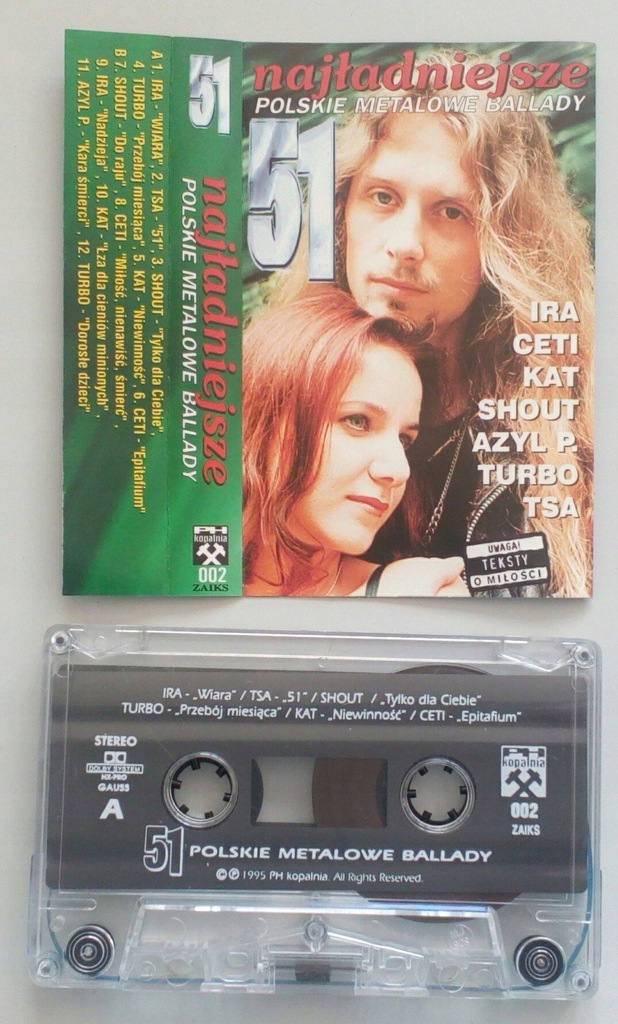 najładniejsze
POLSKIE METALOWE BALLADY
51
IRA
CETI
KAT
SHOUT
AZYL P.
TURBO
TSA
UWAGA!
TEKSTY
O MIŁOŚCI
51
najładniejsze
POLSKIE METALOWE BALLADY
PH
kopalnia
002
ZAIKS
A 1. IRA - "WIARA", 2. TSA - "51", 3. SHOUT - "Tylko dla Ciebie",
4. TURBO - "Przebój miesiąca", 5. KAT - "Niewinność", 6. CETI - "Epitafium"
B 7. SHOUT - "Do raju", 8. CETI - "Miłość, nienawiść, śmierć",
9. IRA - "Nadzieja", 10. KAT - "Łza dla cieniów minionych",
11. AZYL P. - "Kara śmierci", 12. TURBO - "Dorosłe dzieci"
IRA - „Wiara" / TSA - „51" / SHOUT / „Tylko dla Ciebie"
TURBO - „Przebój miesiąca" / KAT - „Niewinność" / CETI - „Epitafium"
STEREO
DOLBY SYSTEM
HX-PRO
GAUSS
A
PH
kopalnia
002
ZAIKS
51 POLSKIE METALOWE BALLADY
© ℗ 1995 PH kopalnia. All Rights Reserved.